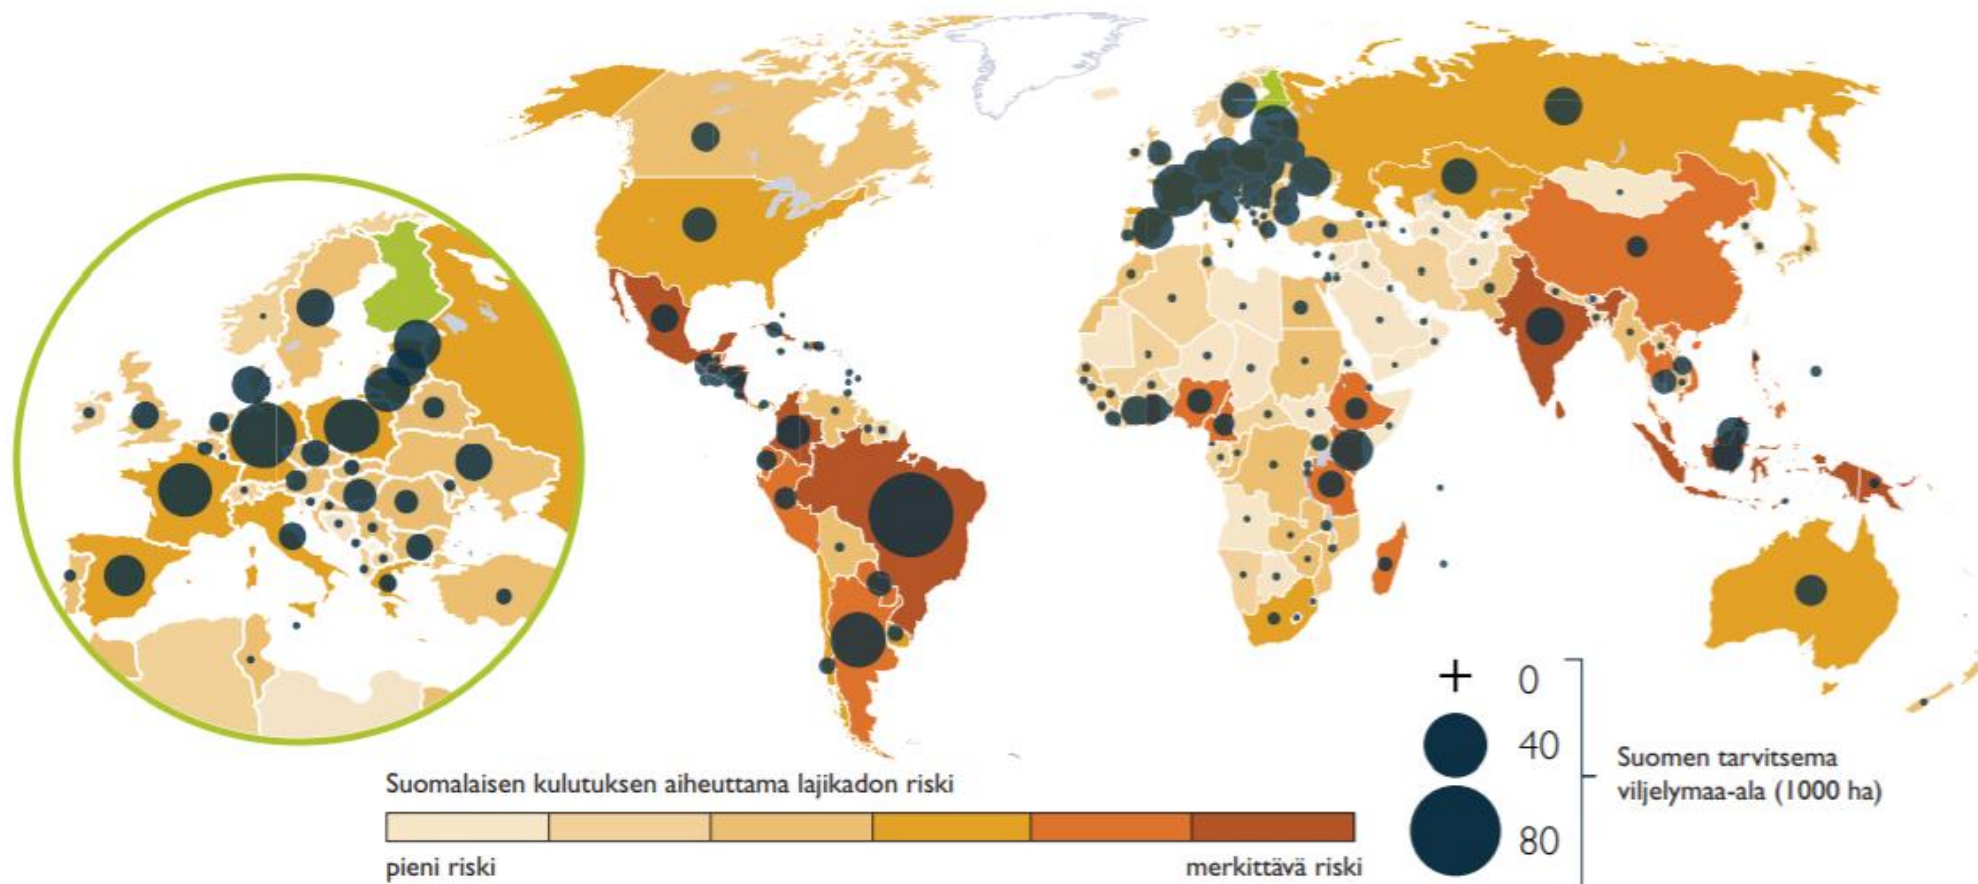 Suomalaisen kulutuksen aiheuttama lajikadon riski
pieni riski
merkittävä riski
0
40
80
Suomen tarvitsema
viljelymaa-ala (1000 ha)